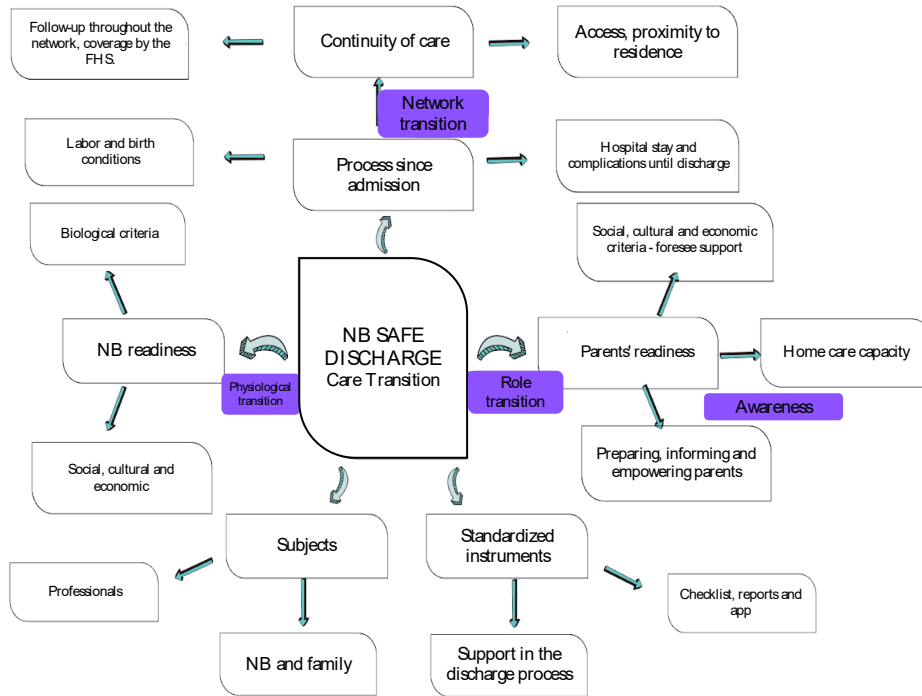 Follow-up throughout the
network, coverage by the
FHS.
Continuity of care
Access, proximity to
residence
Network
transition
Labor and birth
conditions
Process since
admission
Hospital stay and
complications until discharge
Biological criteria
Social, cultural and economic
criteria - foresee support
NB readiness
Physiological
transition
NB SAFE
DISCHARGE
Care Transition
Role
transition
Parents' readiness
Home care capacity
Awareness
Social, cultural and
economic
Preparing, informing and
empowering parents
Subjects
Standardized
instruments
Professionals
Checklist, reports and
app
NB and family
Support in the
discharge process